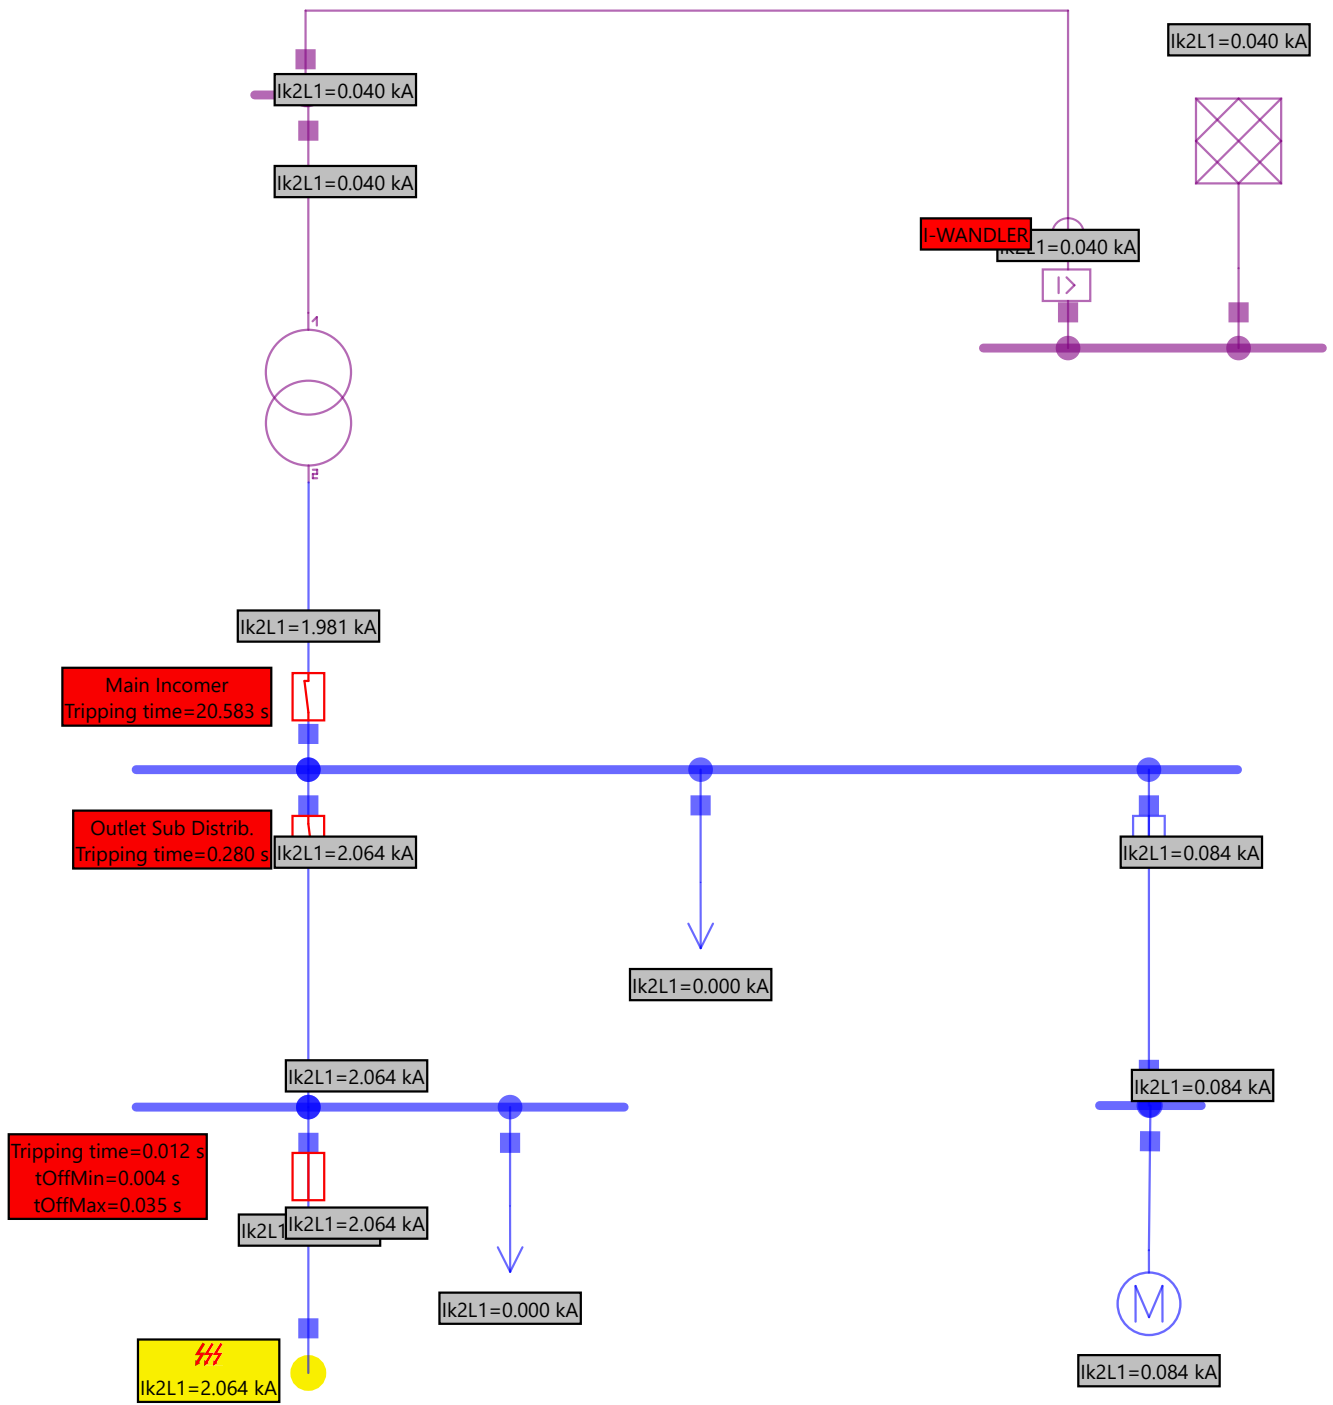 Ik2L1=0.040 kA
Ik2L1=0.040 kA
Ik2L1=0.040 kA
I-WANDLER
L1=0.040 kA
1
2
Ik2L1=1.981 kA
Main Incomer
Tripping time=20.583 s
Outlet Sub Distrib.
Tripping time=0.280 s
Ik2L1=2.064 kA
Ik2L1=0.084 kA
Ik2L1=0.000 kA
Ik2L1=2.064 kA
Ik2L1=0.084 kA
Tripping time=0.012 s
tOffMin=0.004 s
tOffMax=0.035 s
Ik2L1
Ik2L1=2.064 kA
Ik2L1=0.000 kA
M
Ik2L1=2.064 kA
Ik2L1=0.084 kA